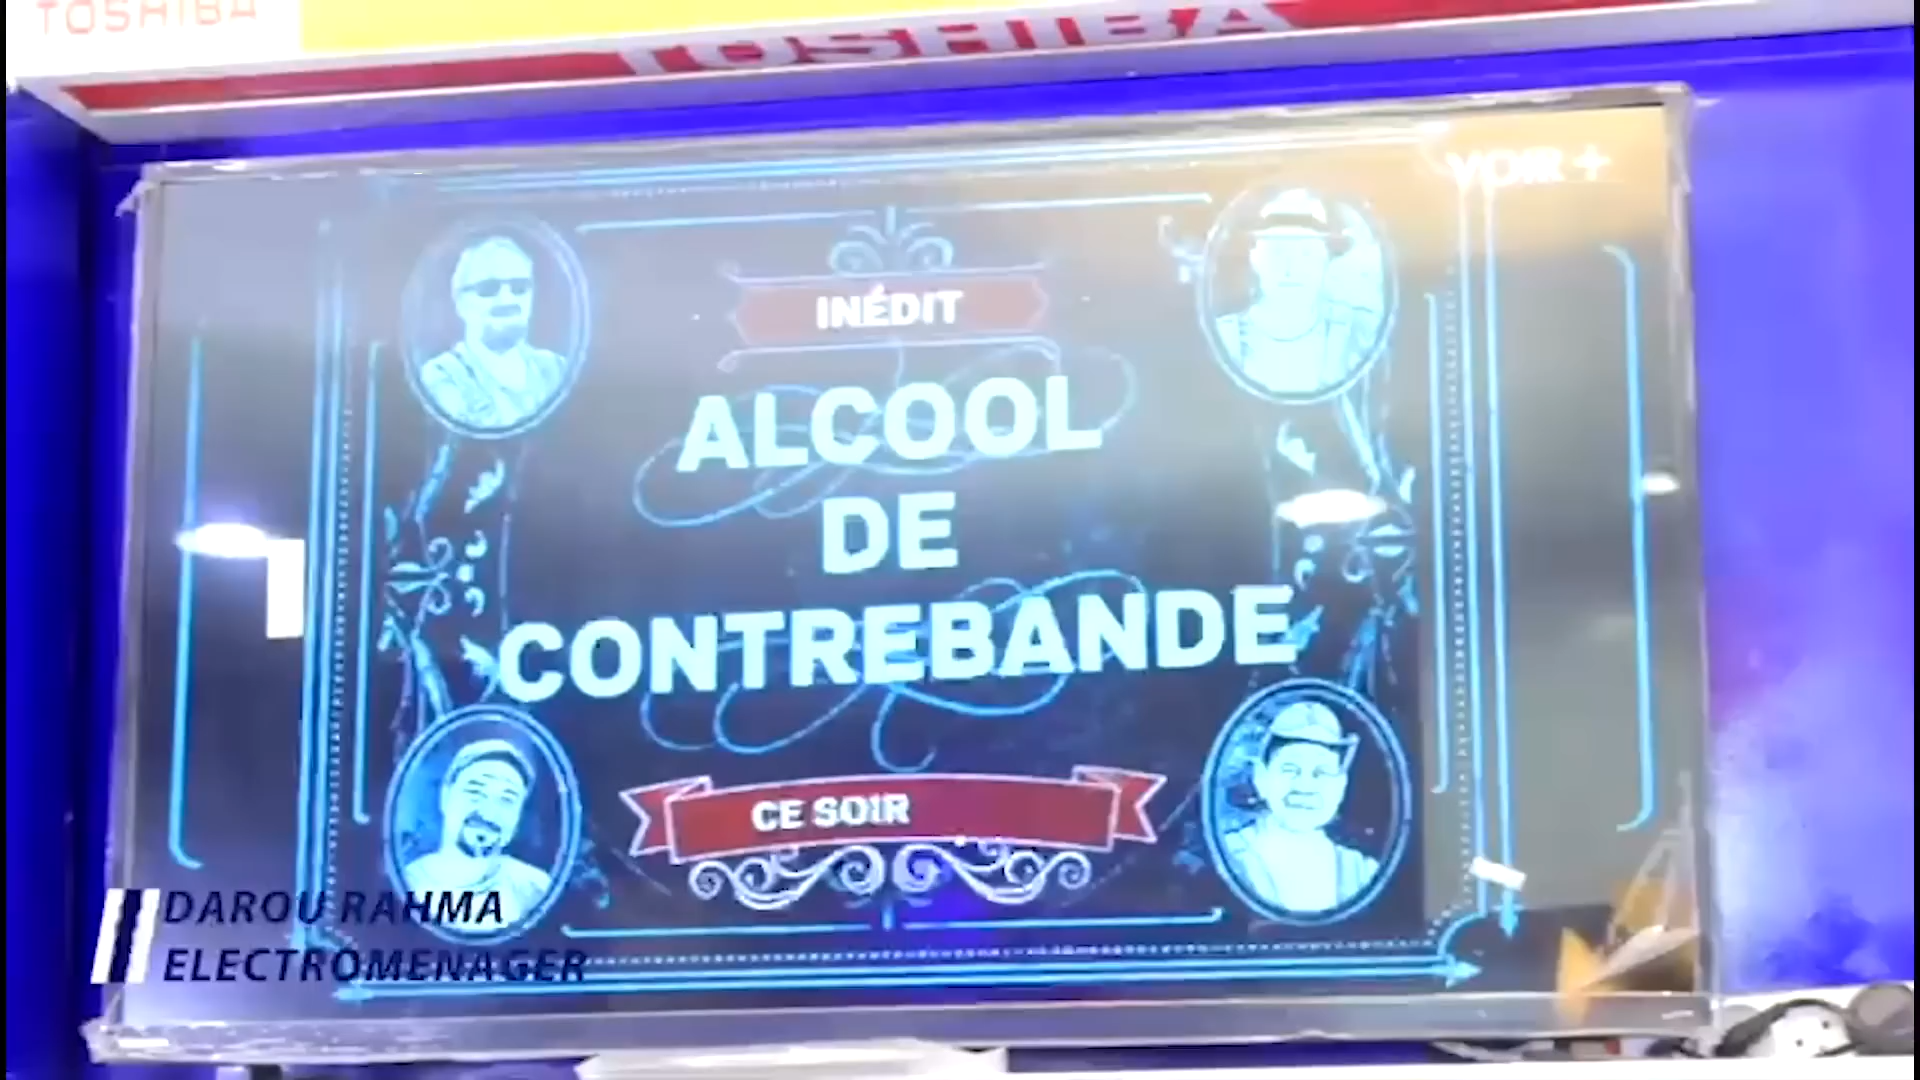 TOSHIBA
TOSHIBA
VOIR +
INÉDIT
ALCOOL
DE
CONTREBANDE
CE SOIR
DAROU RAHMA
ELECTROMENAGER